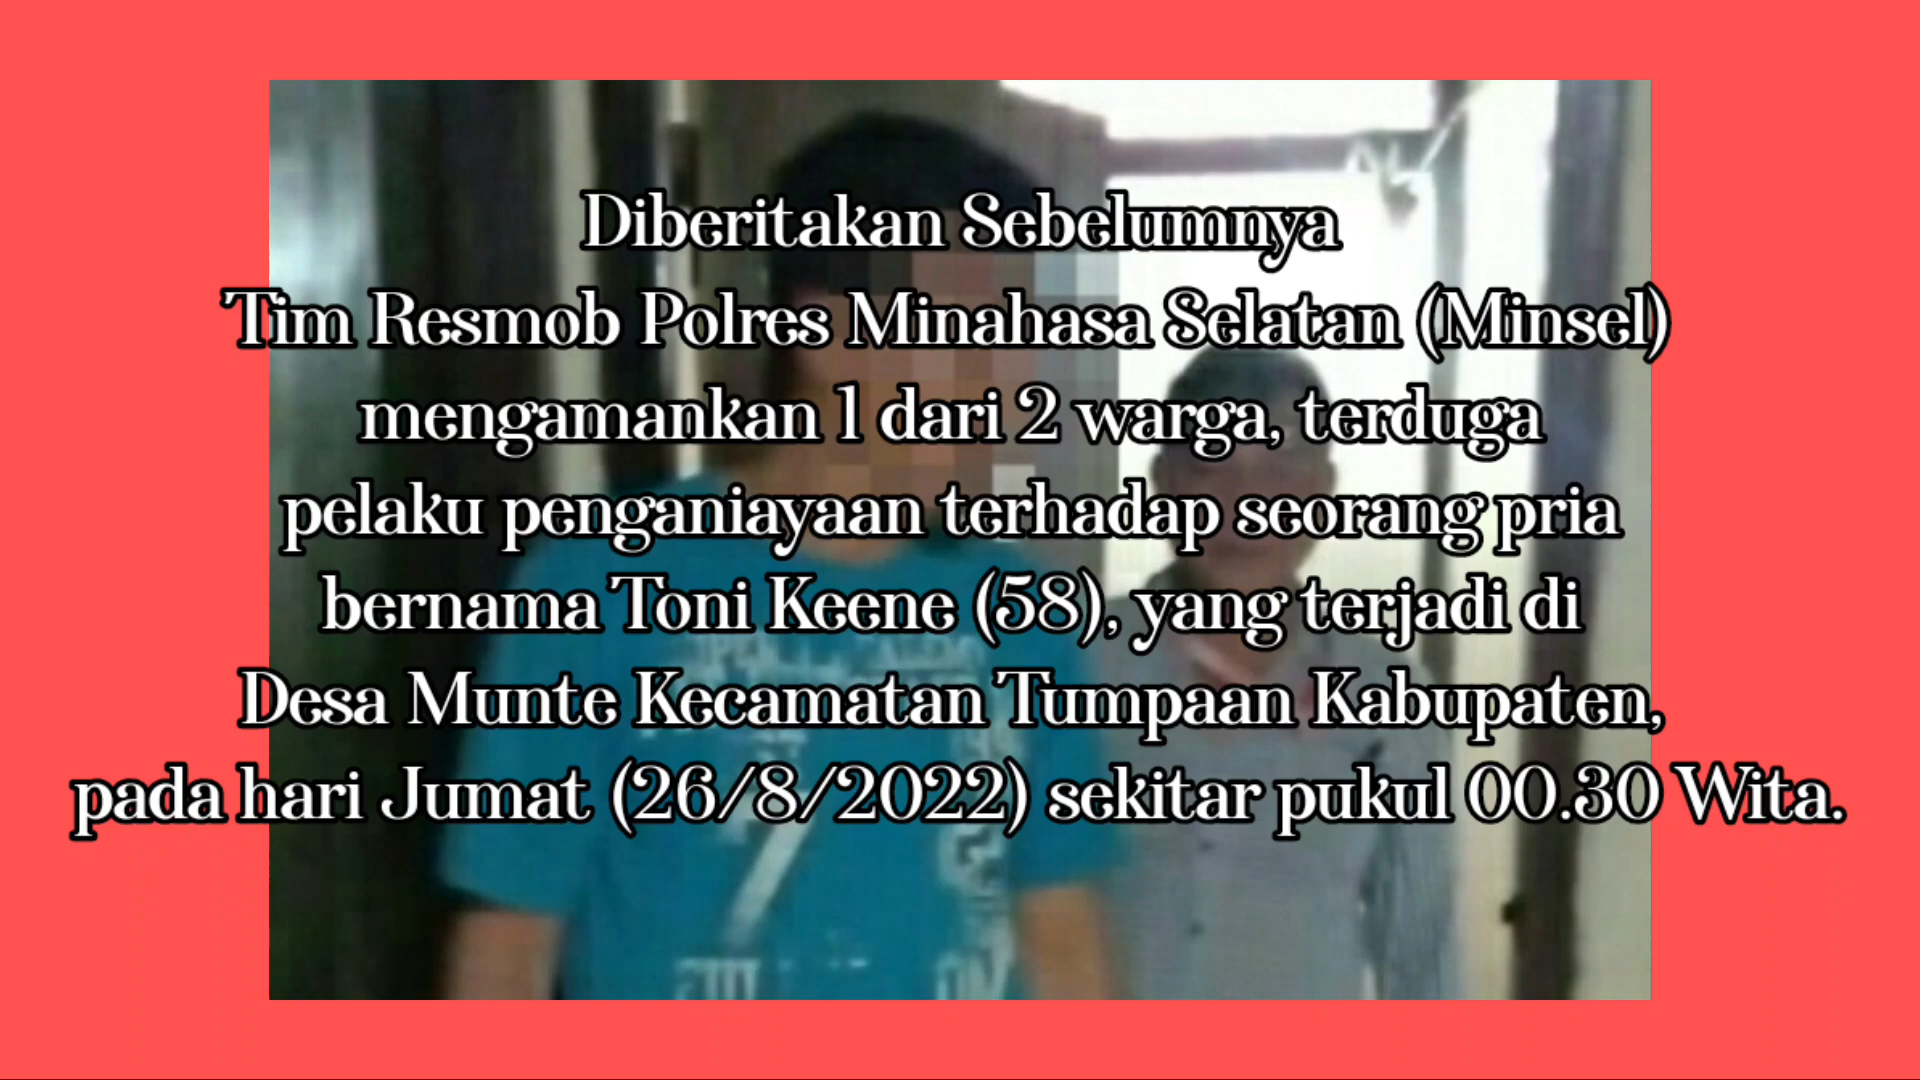 Diberitakan Sebelumnya
Tim Resmob Polres Minahasa Selatan (Minsel)
mengamankan 1 dari 2 warga, terduga
pelaku penganiayaan terhadap seorang pria
bernama Toni Keene (58), yang terjadi di
Desa Munte Kecamatan Tumpaan Kabupaten,
pada hari Jumat (26/8/2022) sekitar pukul 00.30 Wita.